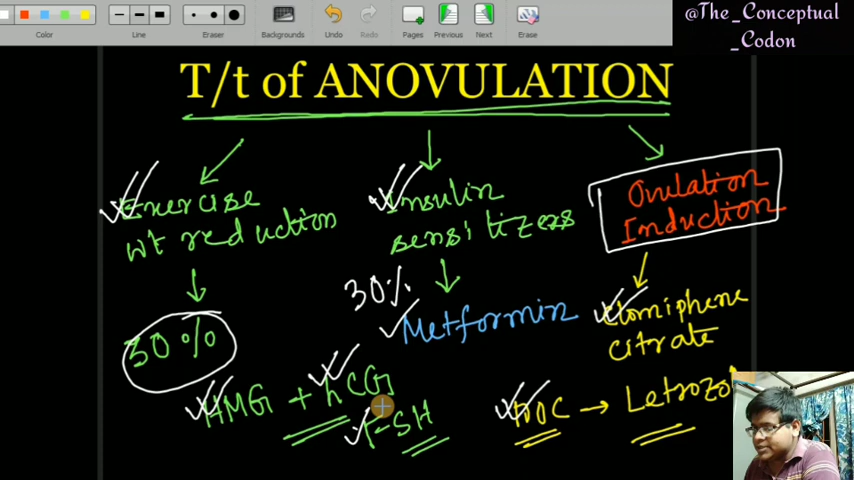 @The_Conceptual
_Codon
Color
Line
Eraser
Backgrounds
Undo
Redo
Pages
Previous
Next
Erase
T/t of ANOVULATION
Exercise
wt reduction
30%
Insulin
sensitizers
30%
Metformin
Ovulation
Induction
Clomiphene
citrate
HMG + hCG
FSH
DOC → Letrozol